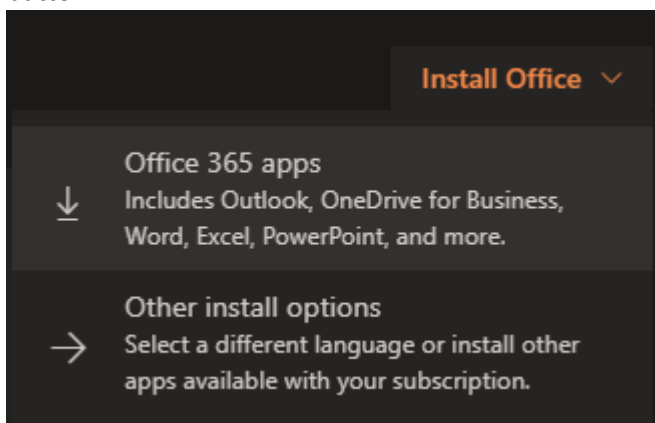 Install Office
Office 365 apps
Includes Outlook, OneDrive for Business,
Word, Excel, PowerPoint, and more.
Other install options
Select a different language or install other
apps available with your subscription.